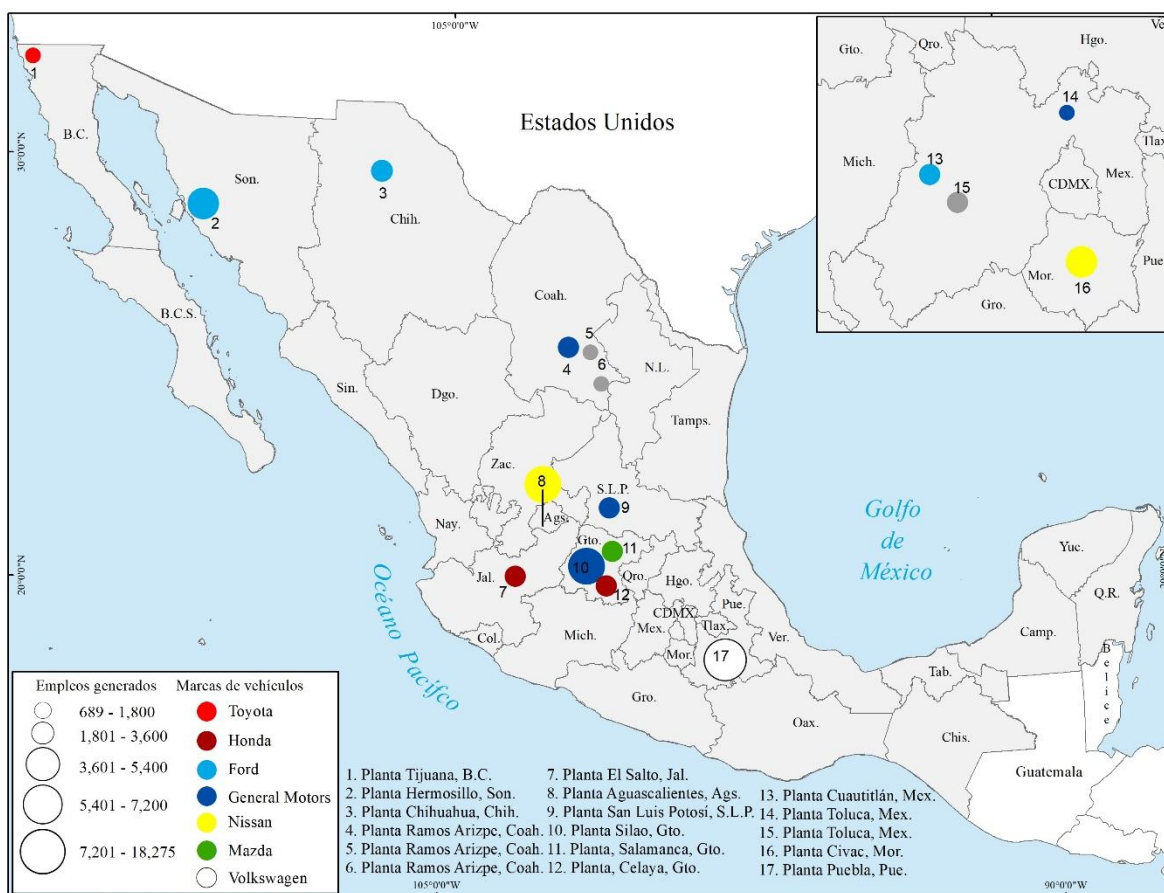 105°0'0"W
Estados Unidos
30°0'0"N
20°0'0"N
B.C.
Son.
Chih.
B.C.S.
Coah.
N.L.
Sin.
Dgo.
Tamps.
Zac.
S.L.P.
Nay.
Ags.
Gto.
Jal.
Qro.
Hgo.
Col.
Mich.
Mex.
CDMX.
Tlax.
Pue.
Mor.
Ver.
Gro.
Oax.
Tab.
Chis.
Camp.
Yuc.
Q.R.
Belice
Guatemala
Golfo
de
México
Océano Pacífco
1
2
3
4
5
6
7
8
9
10
11
12
17
Gto.
Qro.
Hgo.
Ve
Mich.
Tlax
CDMX.
Mex.
Mor.
Pue
Gro.
13
14
15
16
Empleos generados
689 - 1,800
1,801 - 3,600
3,601 - 5,400
5,401 - 7,200
7,201 - 18,275
Marcas de vehículos
Toyota
Honda
Ford
General Motors
Nissan
Mazda
Volkswagen
1. Planta Tijuana, B.C.
2. Planta Hermosillo, Son.
3. Planta Chihuahua, Chih.
4. Planta Ramos Arizpe, Coah.
5. Planta Ramos Arizpe, Coah.
6. Planta Ramos Arizpe, Coah.
7. Planta El Salto, Jal.
8. Planta Aguascalientes, Ags.
9. Planta San Luis Potosí, S.L.P.
10. Planta Silao, Gto.
11. Planta, Salamanca, Gto.
12. Planta, Celaya, Gto.
13. Planta Cuautitlán, Mex.
14. Planta Toluca, Mex.
15. Planta Toluca, Mex.
16. Planta Civac, Mor.
17. Planta Puebla, Pue.
105°0'0"W
90°0'0"W